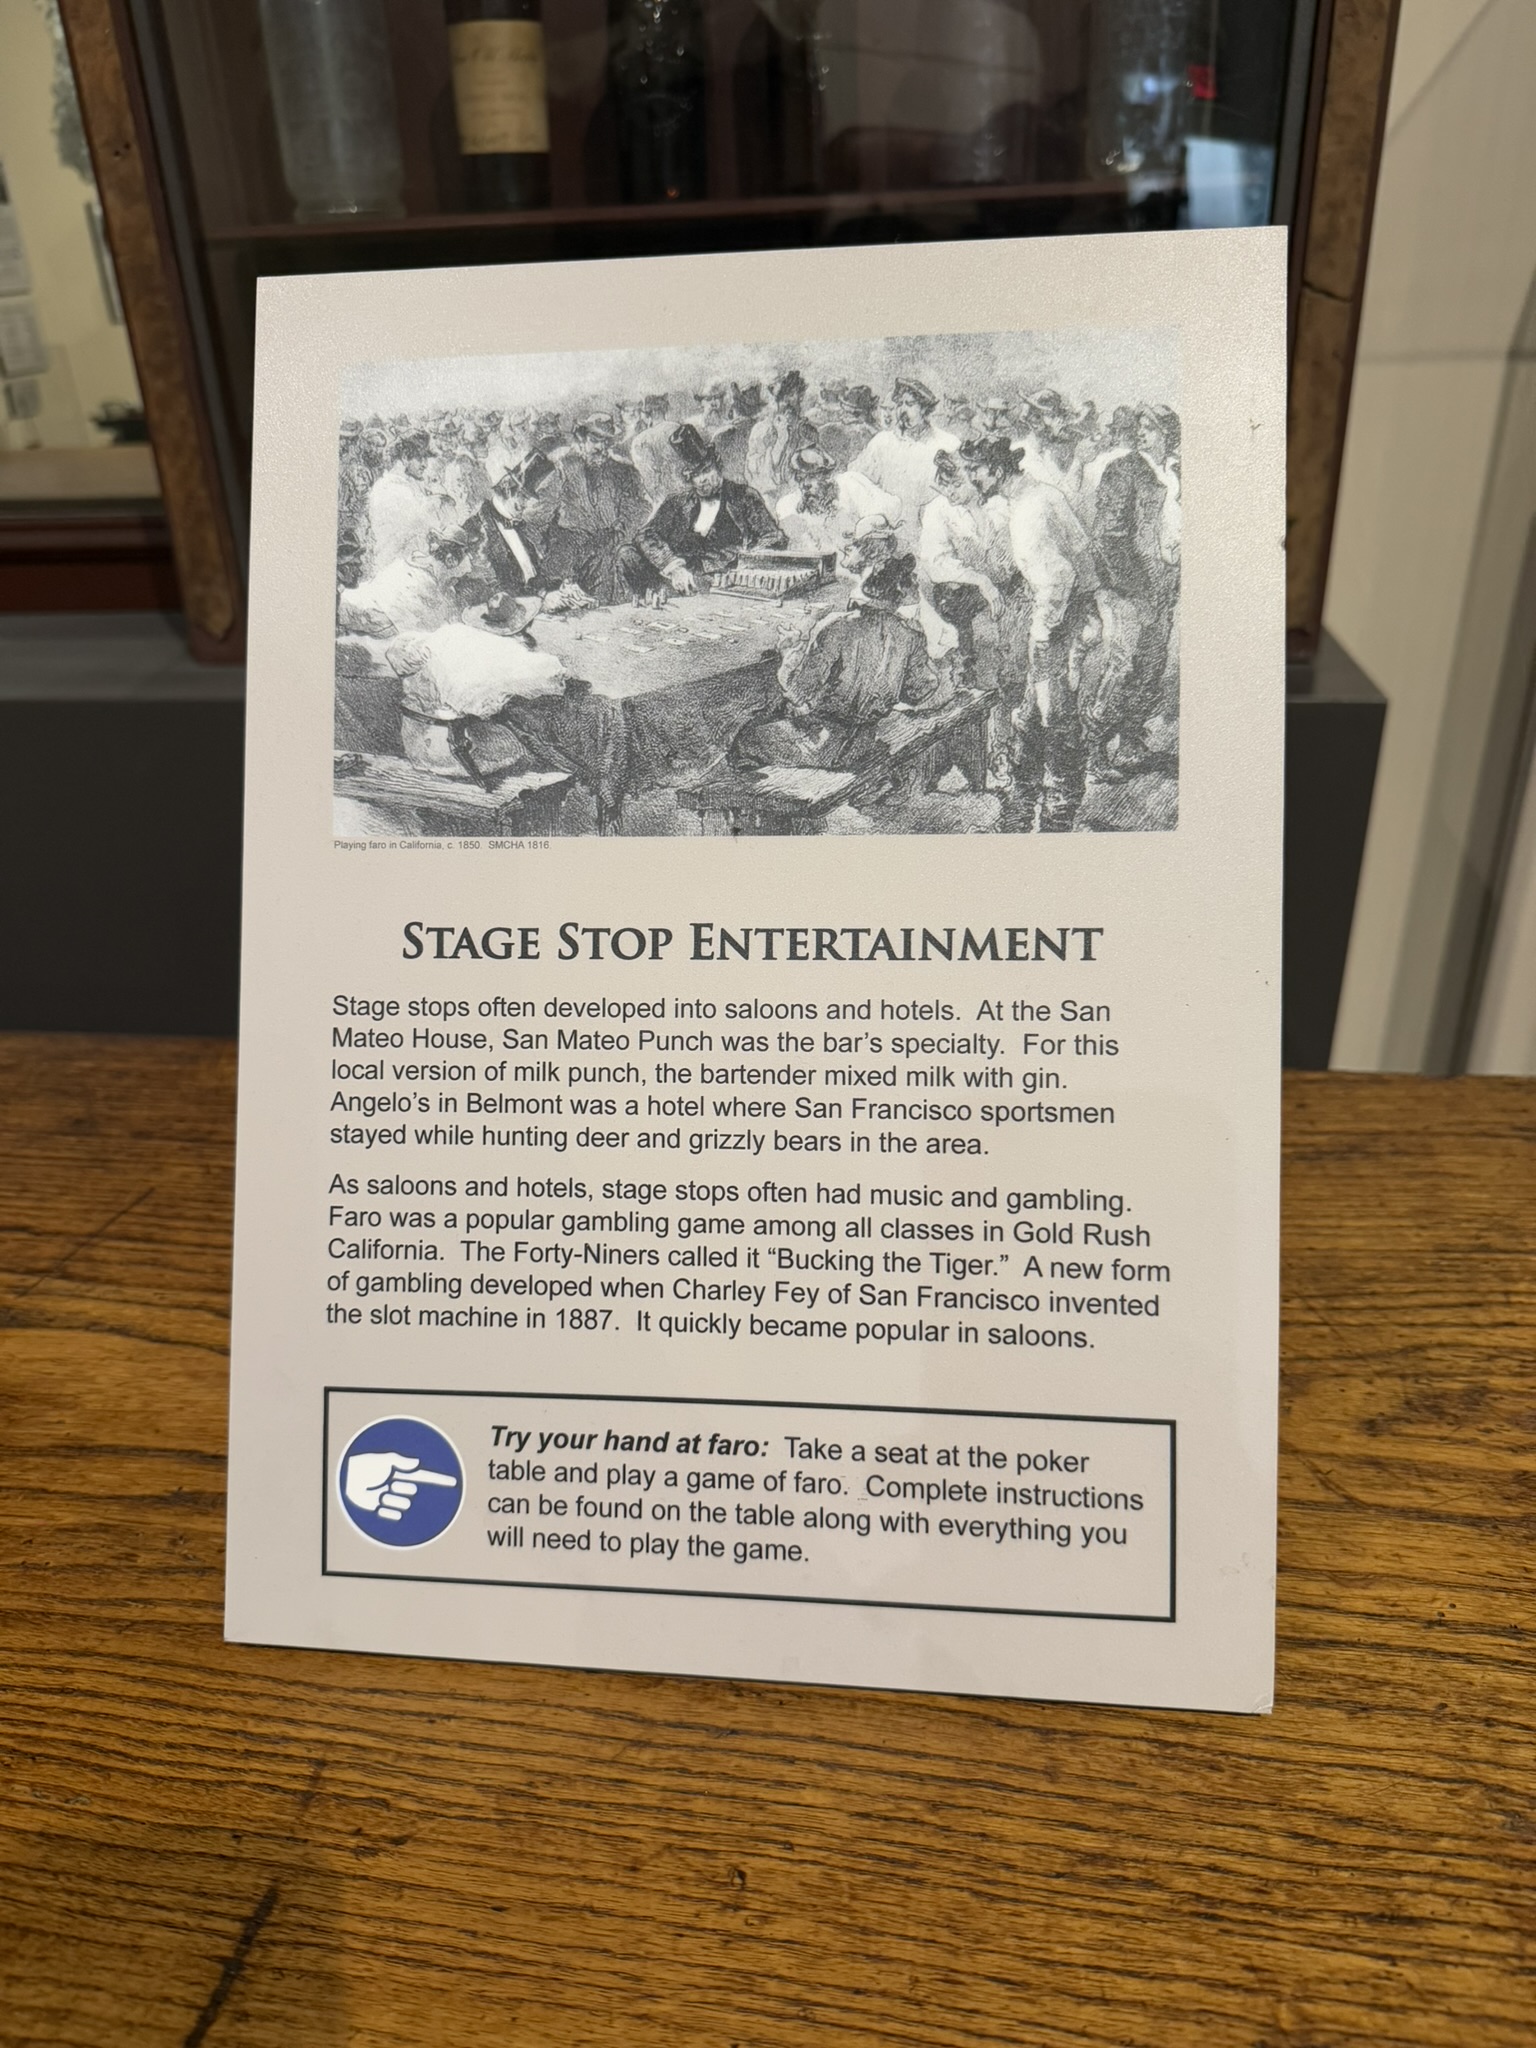 Playing faro in California, c. 1850. SMCHA 1816.
STAGE STOP ENTERTAINMENT
Stage stops often developed into saloons and hotels. At the San
Mateo House, San Mateo Punch was the bar's specialty. For this
local version of milk punch, the bartender mixed milk with gin.
Angelo's in Belmont was a hotel where San Francisco sportsmen
stayed while hunting deer and grizzly bears in the area.
As saloons and hotels, stage stops often had music and gambling.
Faro was a popular gambling game among all classes in Gold Rush
California. The Forty-Niners called it “Bucking the Tiger.” A new form
of gambling developed when Charley Fey of San Francisco invented
the slot machine in 1887. It quickly became popular in saloons.
Try your hand at faro: Take a seat at the poker
table and play a game of faro. Complete instructions
can be found on the table along with everything you
will need to play the game.